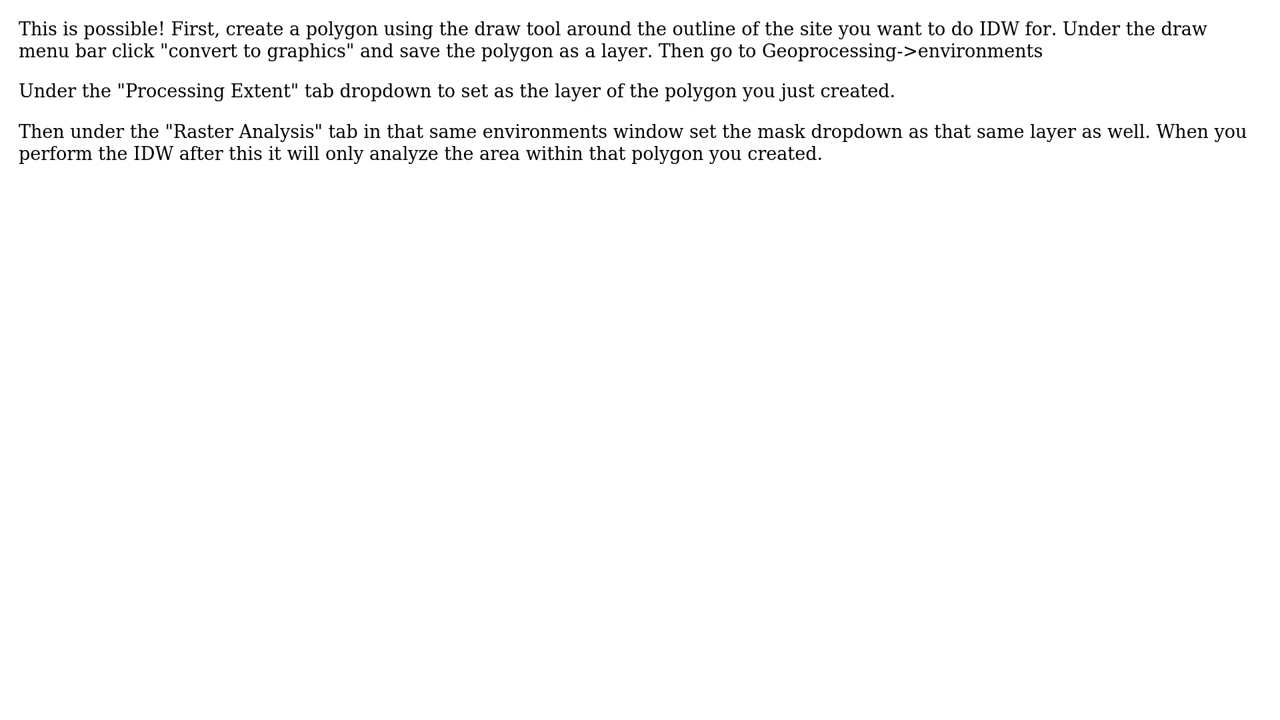 This is possible! First, create a polygon using the draw tool around the outline of the site you want to do IDW for. Under the draw
menu bar click "convert to graphics" and save the polygon as a layer. Then go to Geoprocessing->environments
Under the "Processing Extent" tab dropdown to set as the layer of the polygon you just created.
Then under the "Raster Analysis" tab in that same environments window set the mask dropdown as that same layer as well. When you
perform the IDW after this it will only analyze the area within that polygon you created.